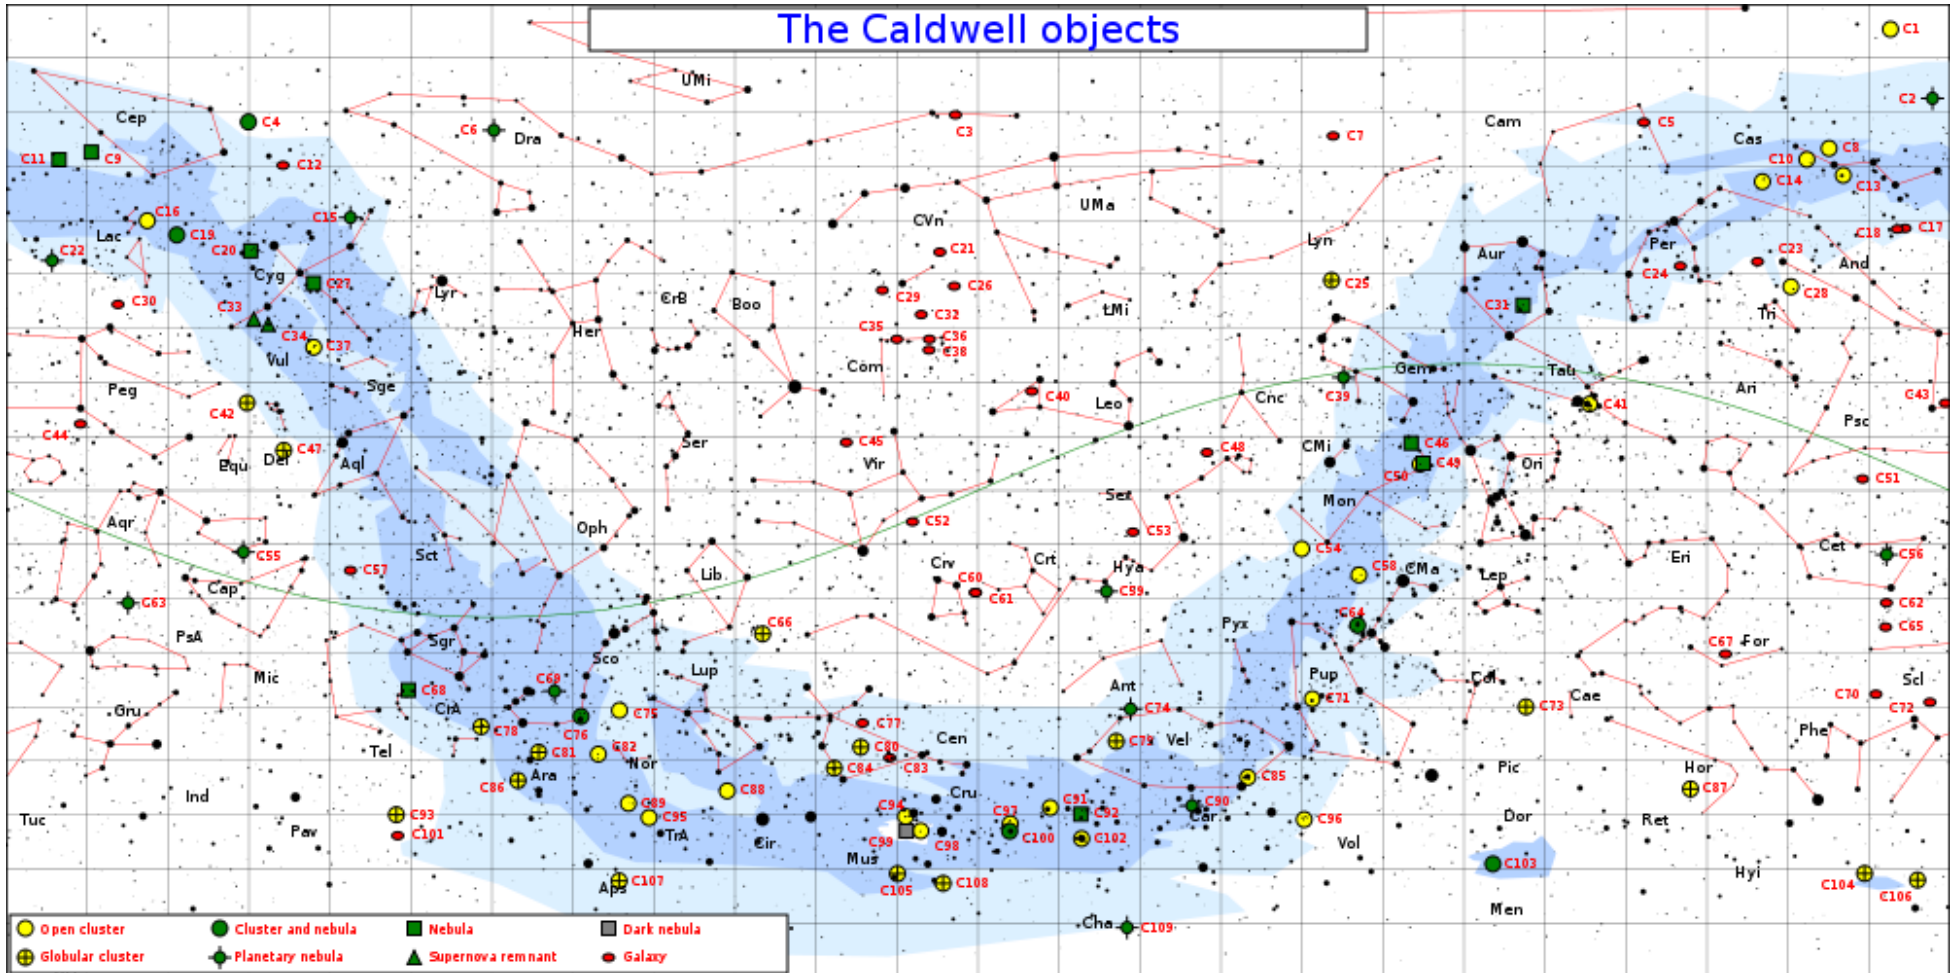 The Caldwell objects
C1
UMi
C2
Cep
C4
C6
Dra
C3
C7
Cam
C5
Cas
C8
C10
C11
C9
C12
C14
C13
C16
C15
CVn
UMa
C18
C17
Lac
C19
C22
C20
C21
Lyn
Aur
Per
C23
C24
And
Cyg
C27
Lyr
C30
C33
CrB
Boo
C29
C26
C25
C28
LMi
C31
Tri
C34
C32
Her
C35
C36
C37
C38
Vul
Com
Gem
Tau
Peg
Sge
C40
Leo
Cnc
C39
Ari
C41
C43
C42
Psc
C44
Ser
C45
C47
Equ
Del
Aql
Vir
C48
CMi
C46
C49
C50
Ori
C51
Aqr
Oph
Sex
Mon
C52
C53
C55
Sct
Crv
Crt
Hya
C54
Eri
Cet
C56
C57
Lib
C58
CMa
Lep
C63
Cap
C60
C61
C59
C62
C64
C65
PsA
Sgr
C66
Pyx
C67
For
Sco
Mic
Lup
Pup
C68
C69
Ant
Col
Cae
C70
Scl
C72
Gru
CrA
C71
C73
C74
C75
C76
C77
C78
Phe
Tel
C81
C82
C80
Cen
C79
Vel
Nor
C84
C83
C85
Pic
Hor
C86
Ara
C87
C88
Ind
C89
Cru
C90
C91
C92
Car
C93
C94
C97
C95
C96
Tuc
Pav
C101
TrA
Cir
C99
C98
C100
C102
Vol
Dor
Ret
Mus
C103
Hyi
C104
C106
C107
Aps
C105
C108
Men
Cha
C109
Open cluster
Cluster and nebula
Nebula
Dark nebula
Globular cluster
Planetary nebula
Supernova remnant
Galaxy